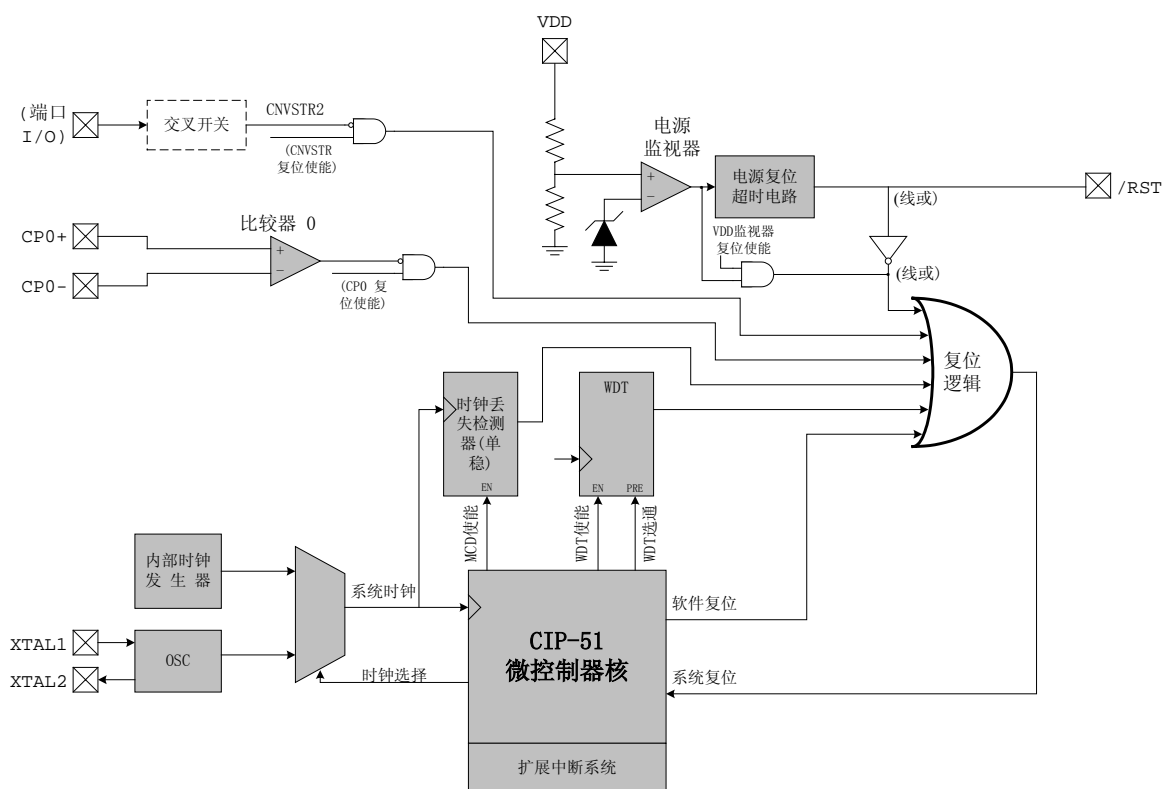 VDD
(端口
I/O)
交叉开关
CNVSTR2
(CNVSTR
复位使能)
电源
监视器
+
−
电源复位
超时电路
(线或)
/RST
VDD监视器
复位使能
(线或)
比较器 0
CP0+
CP0-
+
−
(CP0 复
位使能)
复位
逻辑
时钟丢
失检测
器(单
稳)
EN
WDT
EN
PRE
MCD使能
WDT使能
WDT选通
内部时钟
发 生 器
系统时钟
XTAL1
XTAL2
OSC
时钟选择
CIP-51
微控制器核
软件复位
系统复位
扩展中断系统